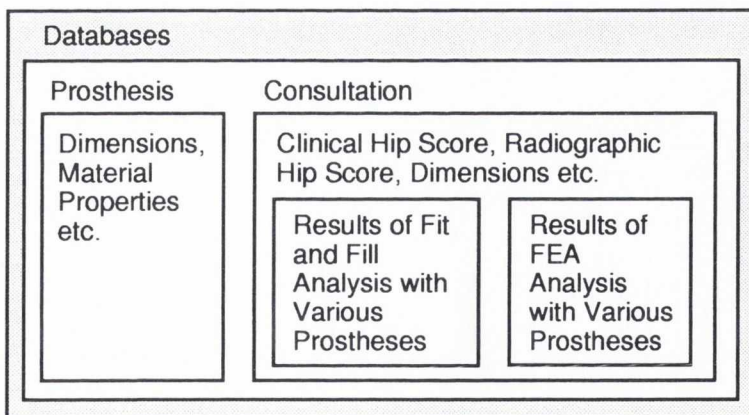 Databases
Prosthesis
Dimensions,
Material
Properties
etc.
Consultation
Clinical Hip Score, Radiographic
Hip Score, Dimensions etc.
Results of Fit
and Fill
Analysis with
Various
Prostheses
Results of
FEA
Analysis
with Various
Prostheses